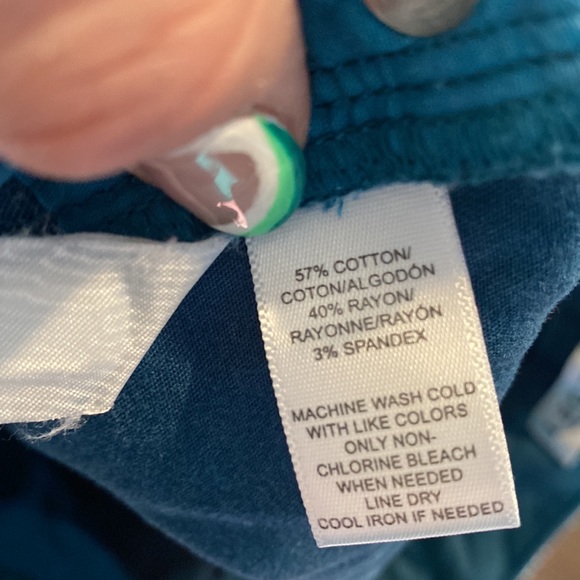 57% COTTON/
COTON/ALGODÓN
40% RAYON/
RAYONNE/RAYÓN
3% SPANDEX
MACHINE WASH COLD
WITH LIKE COLORS
ONLY NON-
CHLORINE BLEACH
WHEN NEEDED
LINE DRY
COOL IRON IF NEEDED